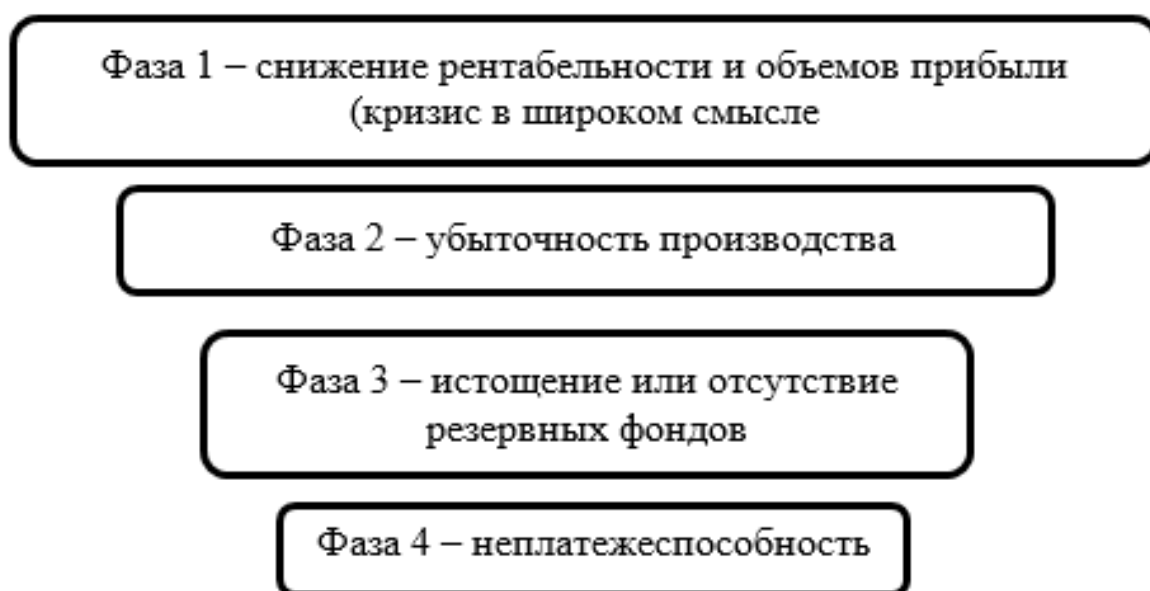 Фаза 1 – снижение рентабельности и объемов прибыли
(кризис в широком смысле
Фаза 2 – убыточность производства
Фаза 3 – истощение или отсутствие
резервных фондов
Фаза 4 – неплатежеспособность